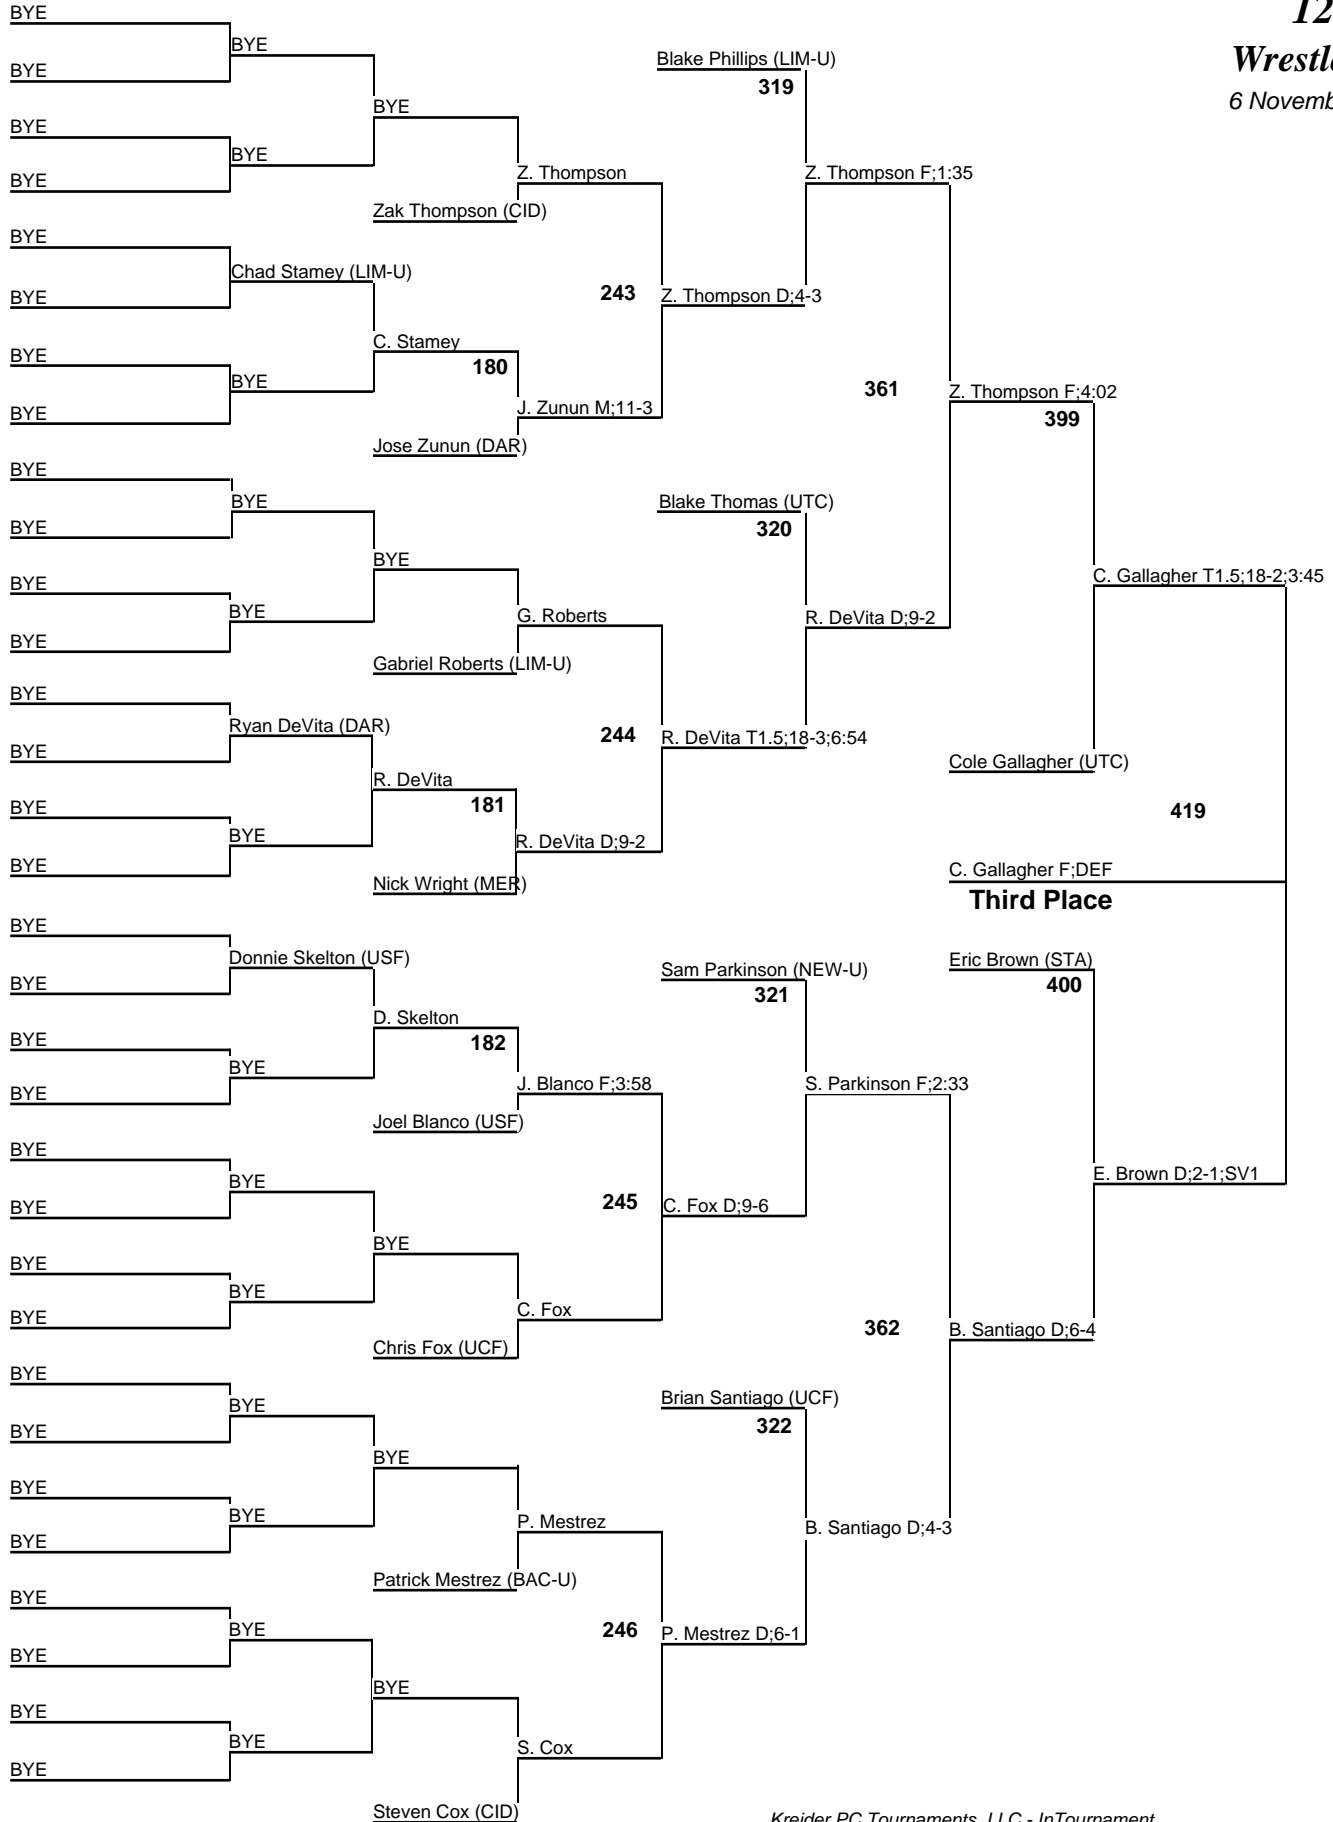 BYE
12
BYE
Blake Phillips (LIM-U)
Wrestl
BYE
319
6 Novemb
BYE
BYE
BYE
Z. Thompson
Z. Thompson F;1:35
BYE
Zak Thompson (CID)
BYE
Chad Stamey (LIM-U)
BYE
243
Z. Thompson D;4-3
C. Stamey
BYE
180
BYE
361
Z. Thompson F;4:02
BYE
J. Zunun M;11-3
399
Jose Zunun (DAR)
BYE
BYE
Blake Thomas (UTC)
BYE
320
BYE
BYE
C. Gallagher T1.5;18-2;3:45
BYE
G. Roberts
R. DeVita D;9-2
BYE
Gabriel Roberts (LIM-U)
BYE
Ryan DeVita (DAR)
244
R. DeVita T1.5;18-3;6:54
BYE
Cole Gallagher (UTC)
R. DeVita
181
BYE
419
BYE
R. DeVita D;9-2
BYE
C. Gallagher F;DEF
Nick Wright (MER)
Third Place
BYE
Donnie Skelton (USF)
Sam Parkinson (NEW-U)
Eric Brown (STA)
BYE
321
400
D. Skelton
BYE
182
BYE
J. Blanco F;3:58
S. Parkinson F;2:33
BYE
Joel Blanco (USF)
BYE
BYE
E. Brown D;2-1;SV1
BYE
245
C. Fox D;9-6
BYE
BYE
BYE
C. Fox
BYE
362
B. Santiago D;6-4
Chris Fox (UCF)
BYE
BYE
Brian Santiago (UCF)
BYE
322
BYE
BYE
BYE
P. Mestrez
B. Santiago D;4-3
BYE
Patrick Mestrez (BAC-U)
BYE
BYE
246
P. Mestrez D;6-1
BYE
BYE
BYE
BYE
S. Cox
BYE
Steven Cox (CID)
Kreider PC Tournaments, LLC - InTournament